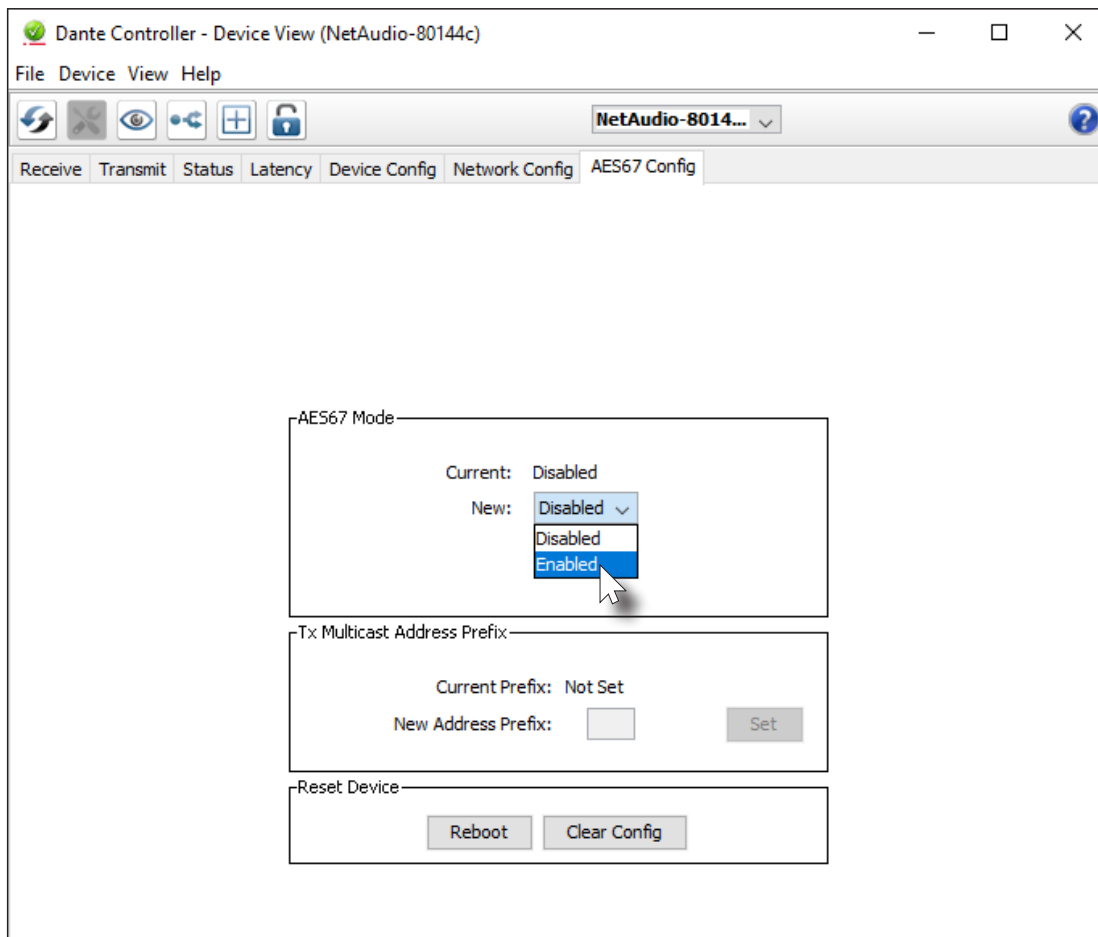 Dante Controller - Device View (NetAudio-80144c)
File Device View Help
NetAudio-8014...
?
Receive Transmit Status Latency Device Config Network Config AES67 Config
AES67 Mode
Current: Disabled
New: Disabled
Disabled
Enabled
Tx Multicast Address Prefix
Current Prefix: Not Set
New Address Prefix: Set
Reset Device
Reboot Clear Config